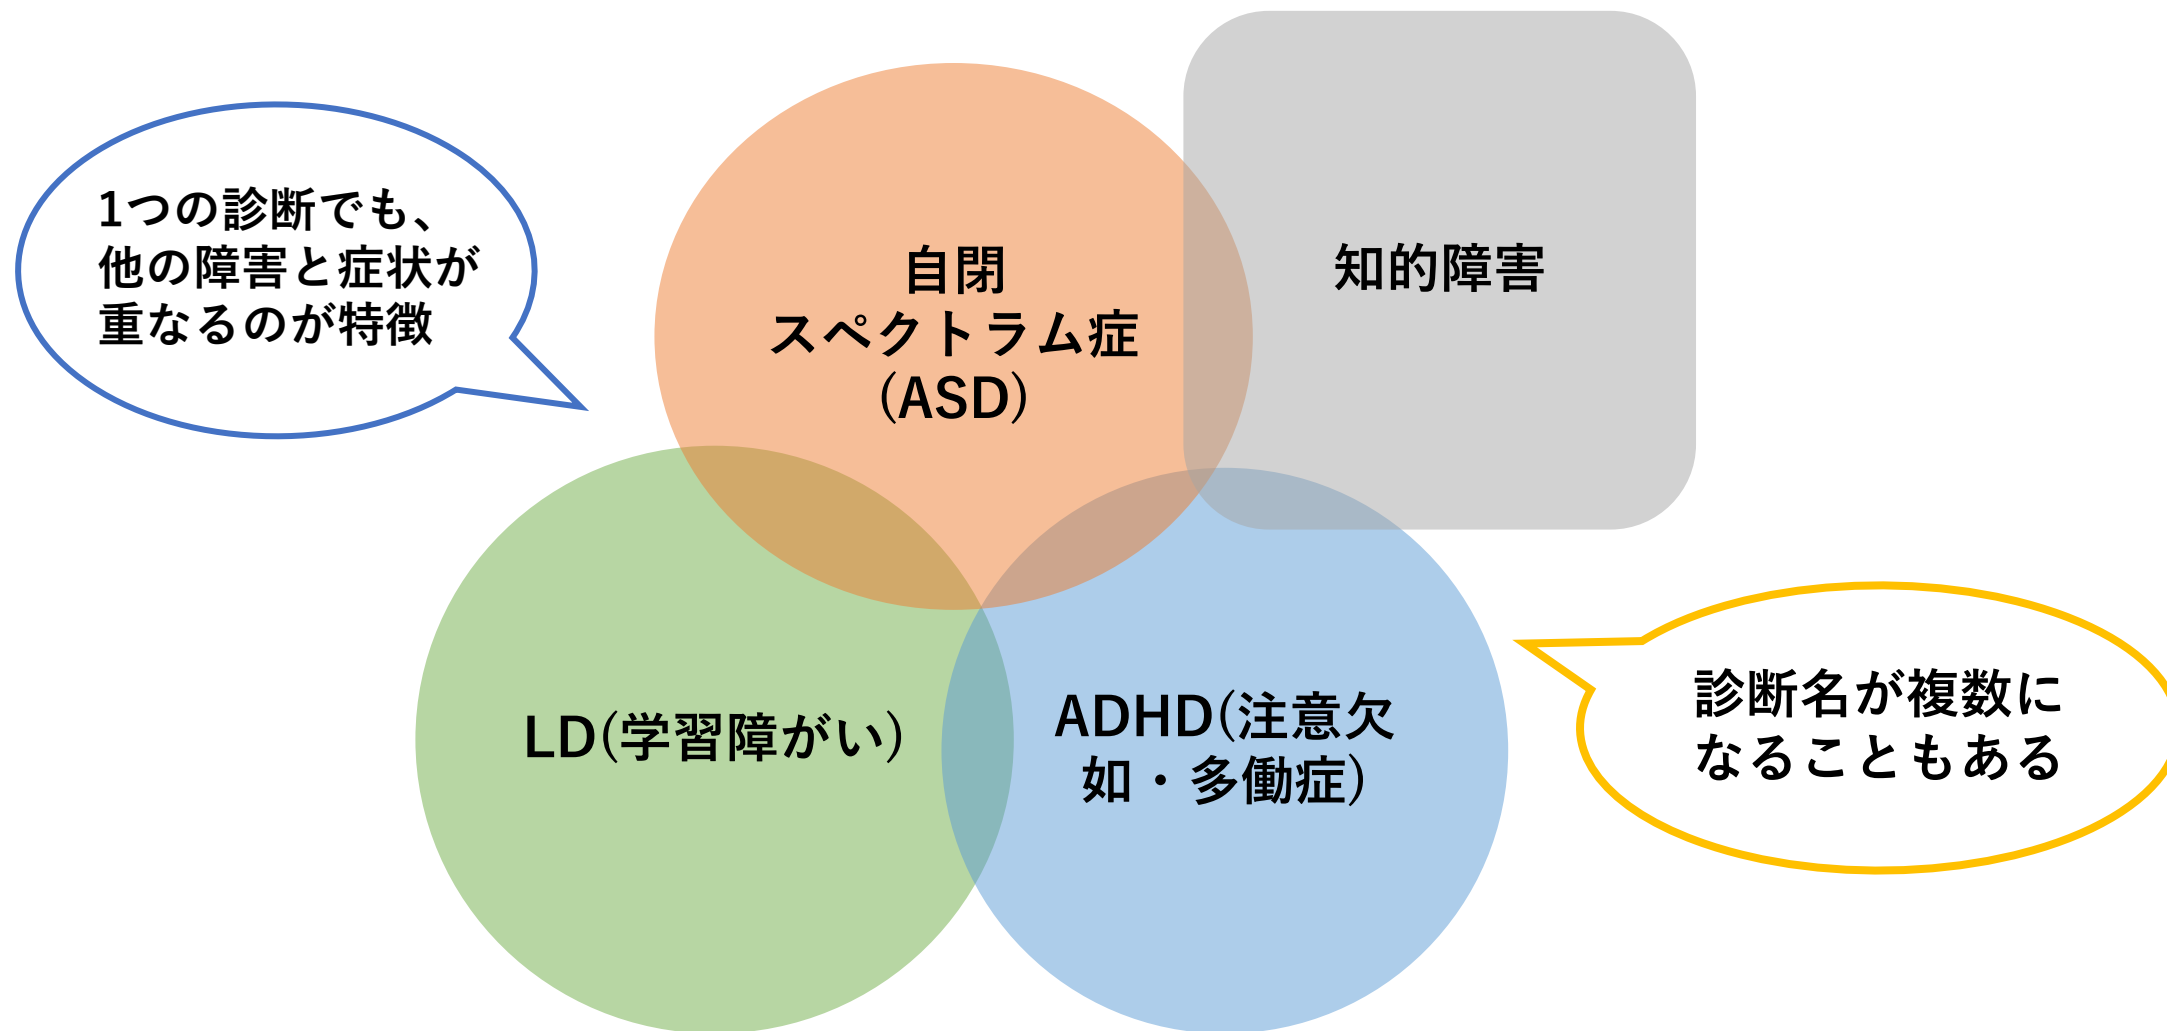 1つの診断でも、
他の障害と症状が
重なるのが特徴
自閉
スペクトラム症
(ASD)
知的障害
LD(学習障がい)
ADHD(注意欠
如・多働症)
診断名が複数に
なることもある